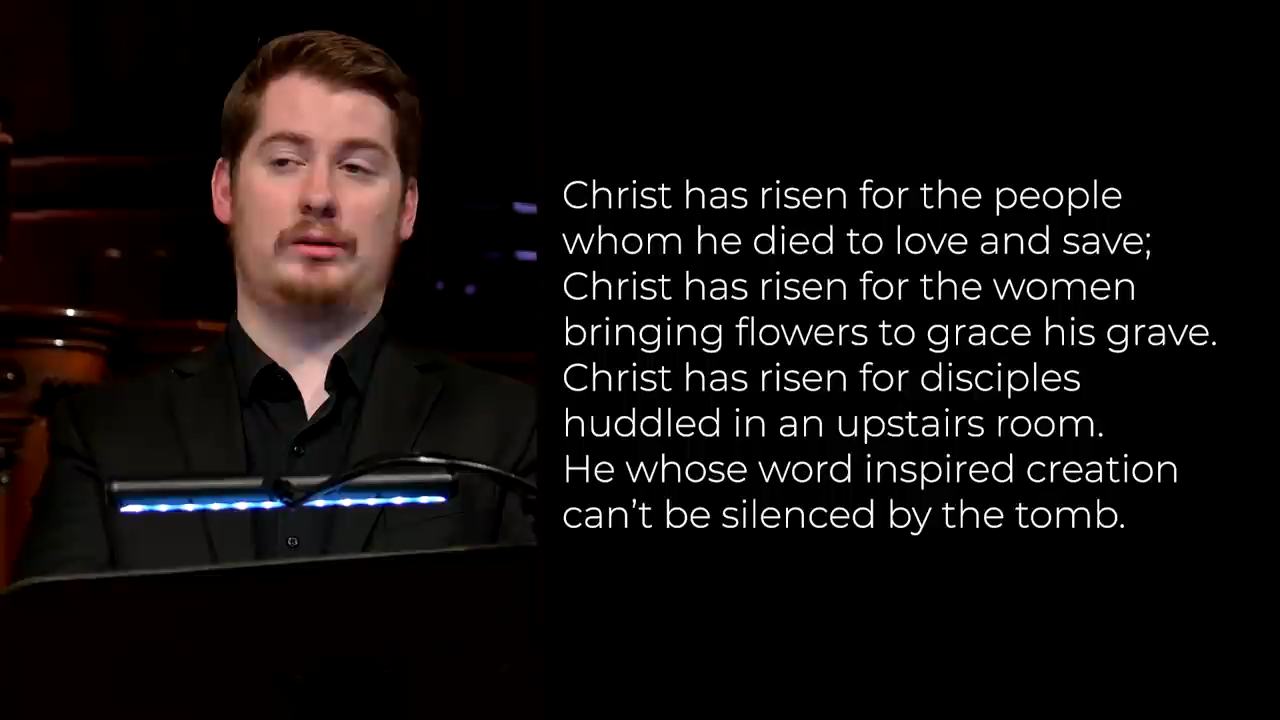 Christ has risen for the people
whom he died to love and save;
Christ has risen for the women
bringing flowers to grace his grave.
Christ has risen for disciples
huddled in an upstairs room.
He whose word inspired creation
can't be silenced by the tomb.